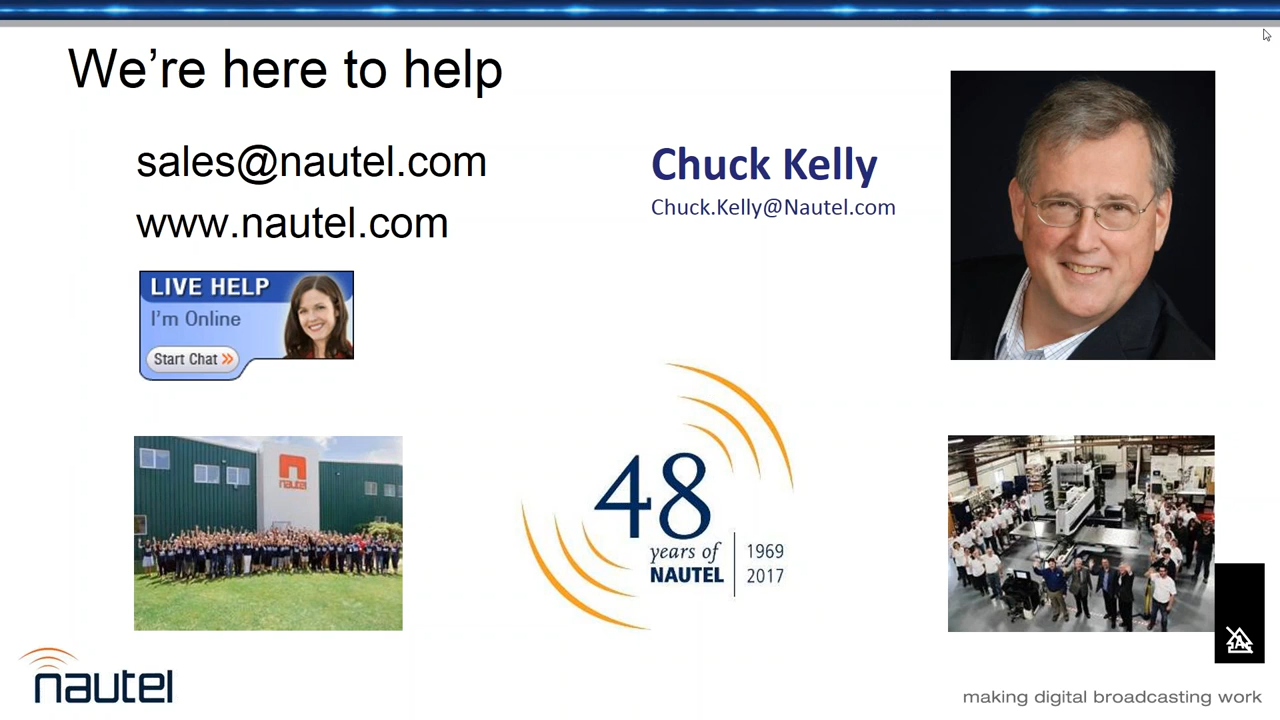 We're here to help
sales@nautel.com
www.nautel.com
Chuck Kelly
Chuck.Kelly@Nautel.com
LIVE HELP
I'm Online
Start Chat »
nautel
48
years of
NAUTEL
1969
2017
nautel
making digital broadcasting work